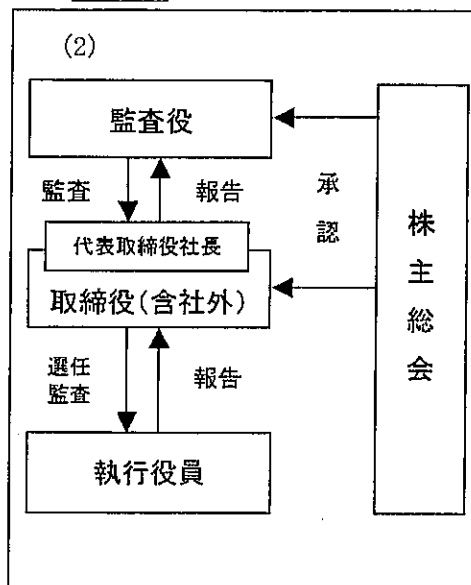 (2)
監査役
監査
報告
承認
株主総会
代表取締役社長
取締役(含社外)
選任
監査
報告
執行役員